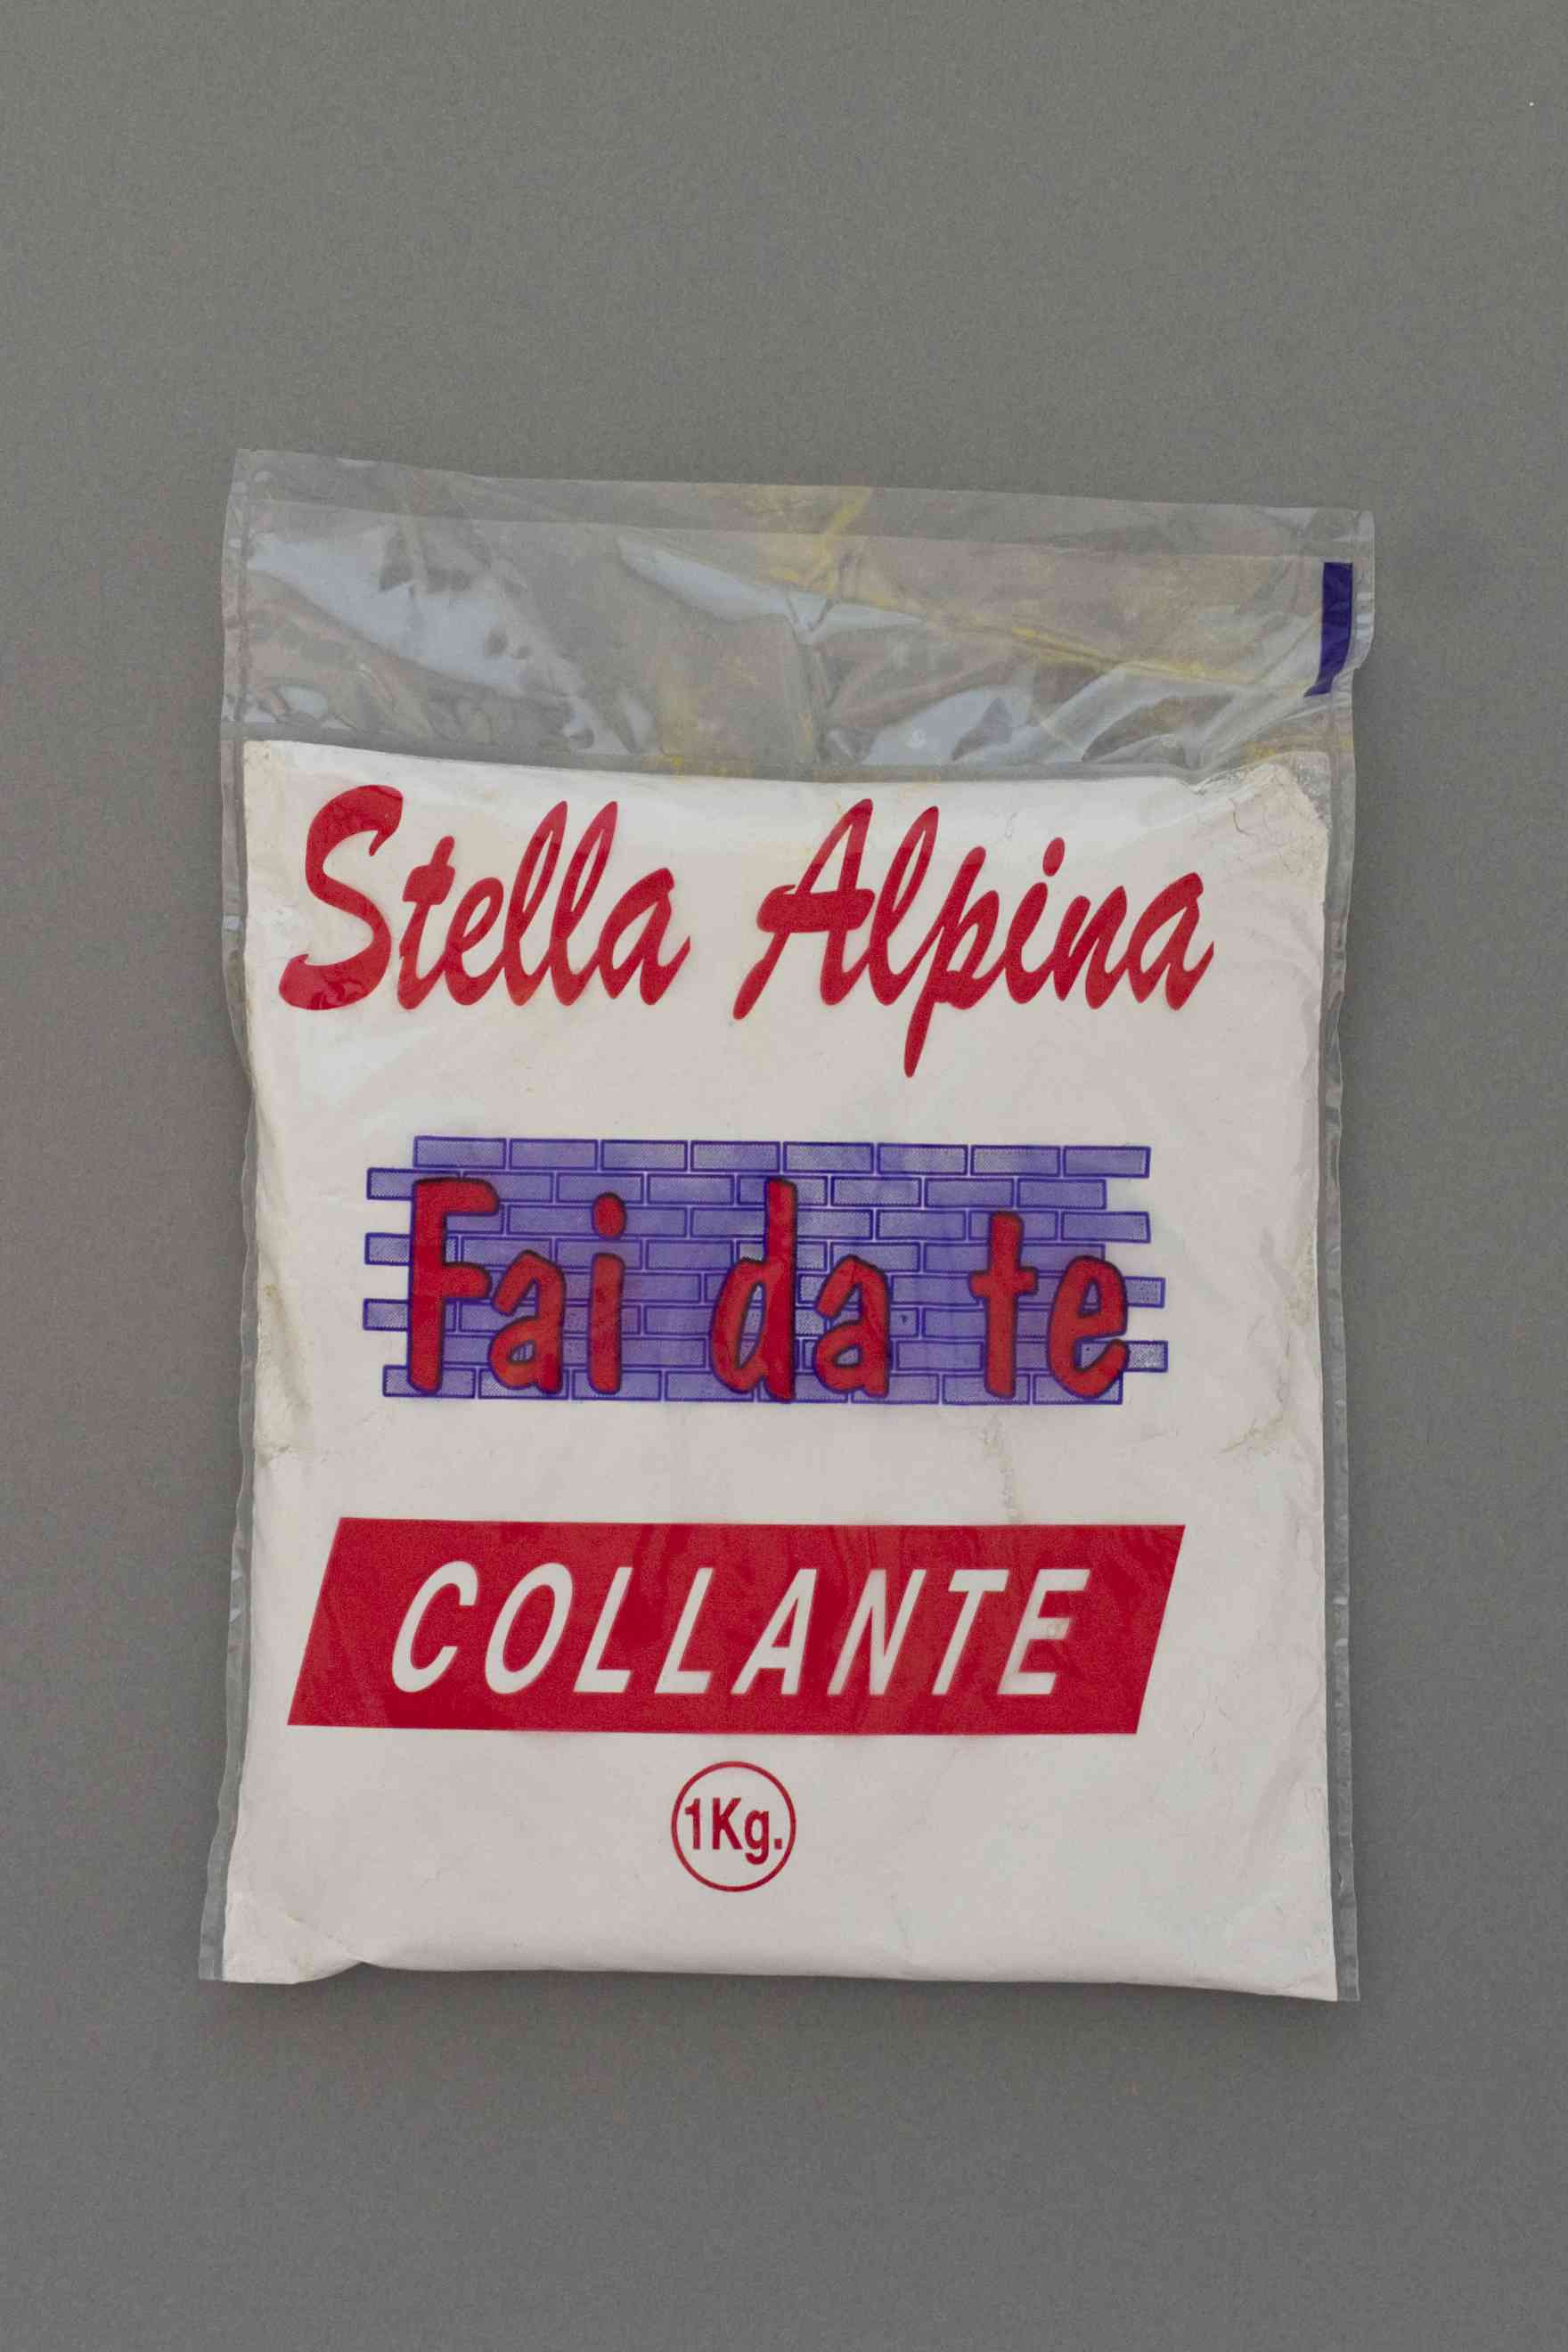 Stella Alpina
Fai da te
COLLANTE
1Kg.